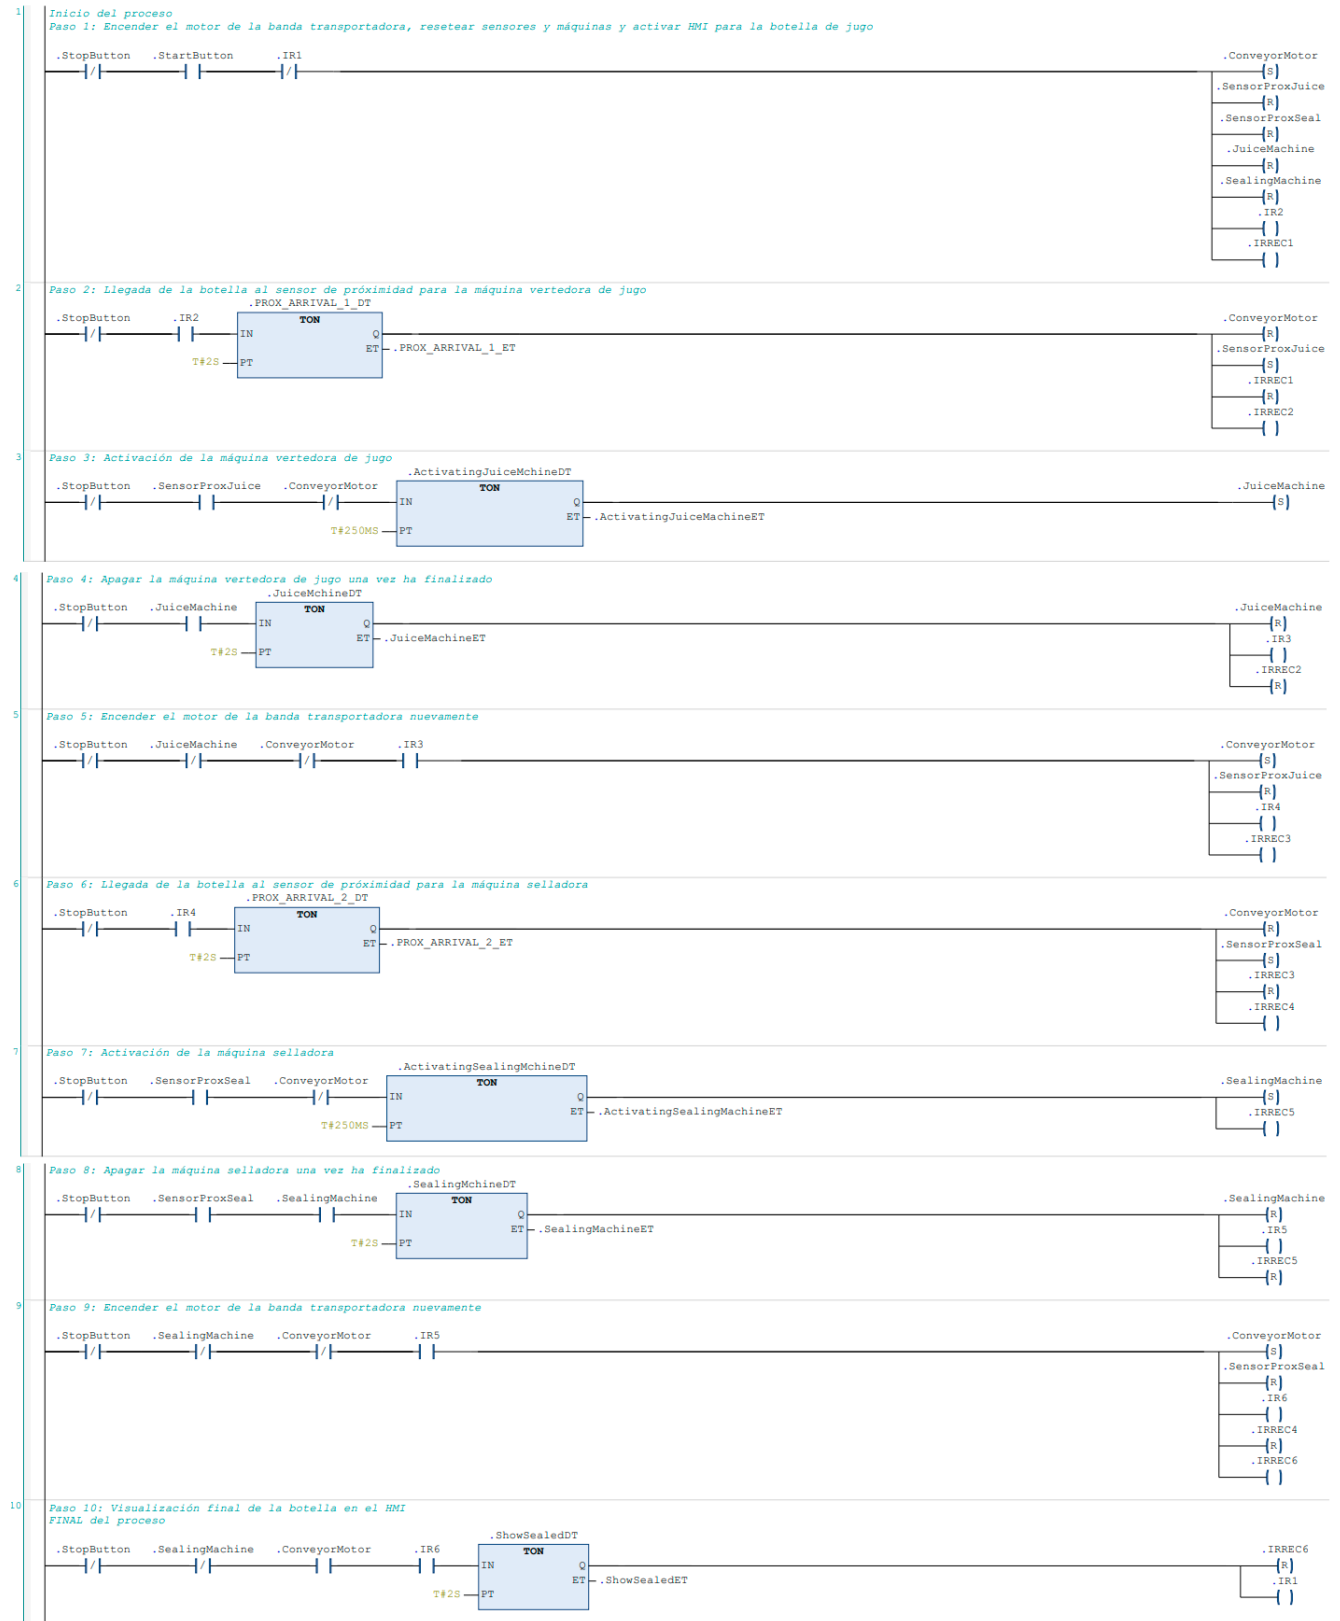 1
Inicio del proceso
Paso 1: Encender el motor de la banda transportadora, resetear sensores y máquinas y activar HMI para la botella de jugo
.StopButton .StartButton .IR1 .ConveyorMotor
S
.SensorProxJuice
R
.SensorProxSeal
R
.JuiceMachine
R
.SealingMachine
R
.IR2
.IRREC1
2
Paso 2: Llegada de la botella al sensor de próximidad para la máquina vertedora de jugo
.PROX_ARRIVAL_1_DT
.StopButton .IR2 TON .ConveyorMotor
IN Q R
ET .PROX_ARRIVAL_1_ET .SensorProxJuice
T#2S PT S
.IRREC1
R
.IRREC2
3
Paso 3: Activación de la máquina vertedora de jugo
.ActivatingJuiceMchineDT
.StopButton .SensorProxJuice .ConveyorMotor TON .JuiceMachine
IN Q S
ET .ActivatingJuiceMachineET
T#250MS PT
4
Paso 4: Apagar la máquina vertedora de jugo una vez ha finalizado
.JuiceMchineDT
.StopButton .JuiceMachine TON .JuiceMachine
IN Q R
ET .JuiceMachineET .IR3
T#2S PT
.IRREC2
R
5
Paso 5: Encender el motor de la banda transportadora nuevamente
.StopButton .JuiceMachine .ConveyorMotor .IR3 .ConveyorMotor
S
.SensorProxJuice
R
.IR4
.IRREC3
6
Paso 6: Llegada de la botella al sensor de próximidad para la máquina selladora
.PROX_ARRIVAL_2_DT
.StopButton .IR4 TON .ConveyorMotor
IN Q R
ET .PROX_ARRIVAL_2_ET .SensorProxSeal
T#2S PT S
.IRREC3
R
.IRREC4
7
Paso 7: Activación de la máquina selladora
.ActivatingSealingMchineDT
.StopButton .SensorProxSeal .ConveyorMotor TON .SealingMachine
IN Q S
ET .ActivatingSealingMachineET .IRREC5
T#250MS PT
8
Paso 8: Apagar la máquina selladora una vez ha finalizado
.SealingMchineDT
.StopButton .SensorProxSeal .SealingMachine TON .SealingMachine
IN Q R
ET .SealingMachineET .IR5
T#2S PT
.IRREC5
R
9
Paso 9: Encender el motor de la banda transportadora nuevamente
.StopButton .SealingMachine .ConveyorMotor .IR5 .ConveyorMotor
S
.SensorProxSeal
R
.IR6
.IRREC4
R
.IRREC6
10
Paso 10: Visualización final de la botella en el HMI
FINAL del proceso
.ShowSealedDT
.StopButton .SealingMachine .ConveyorMotor .IR6 TON .IRREC6
IN Q R
ET .ShowSealedET .IR1
T#2S PT